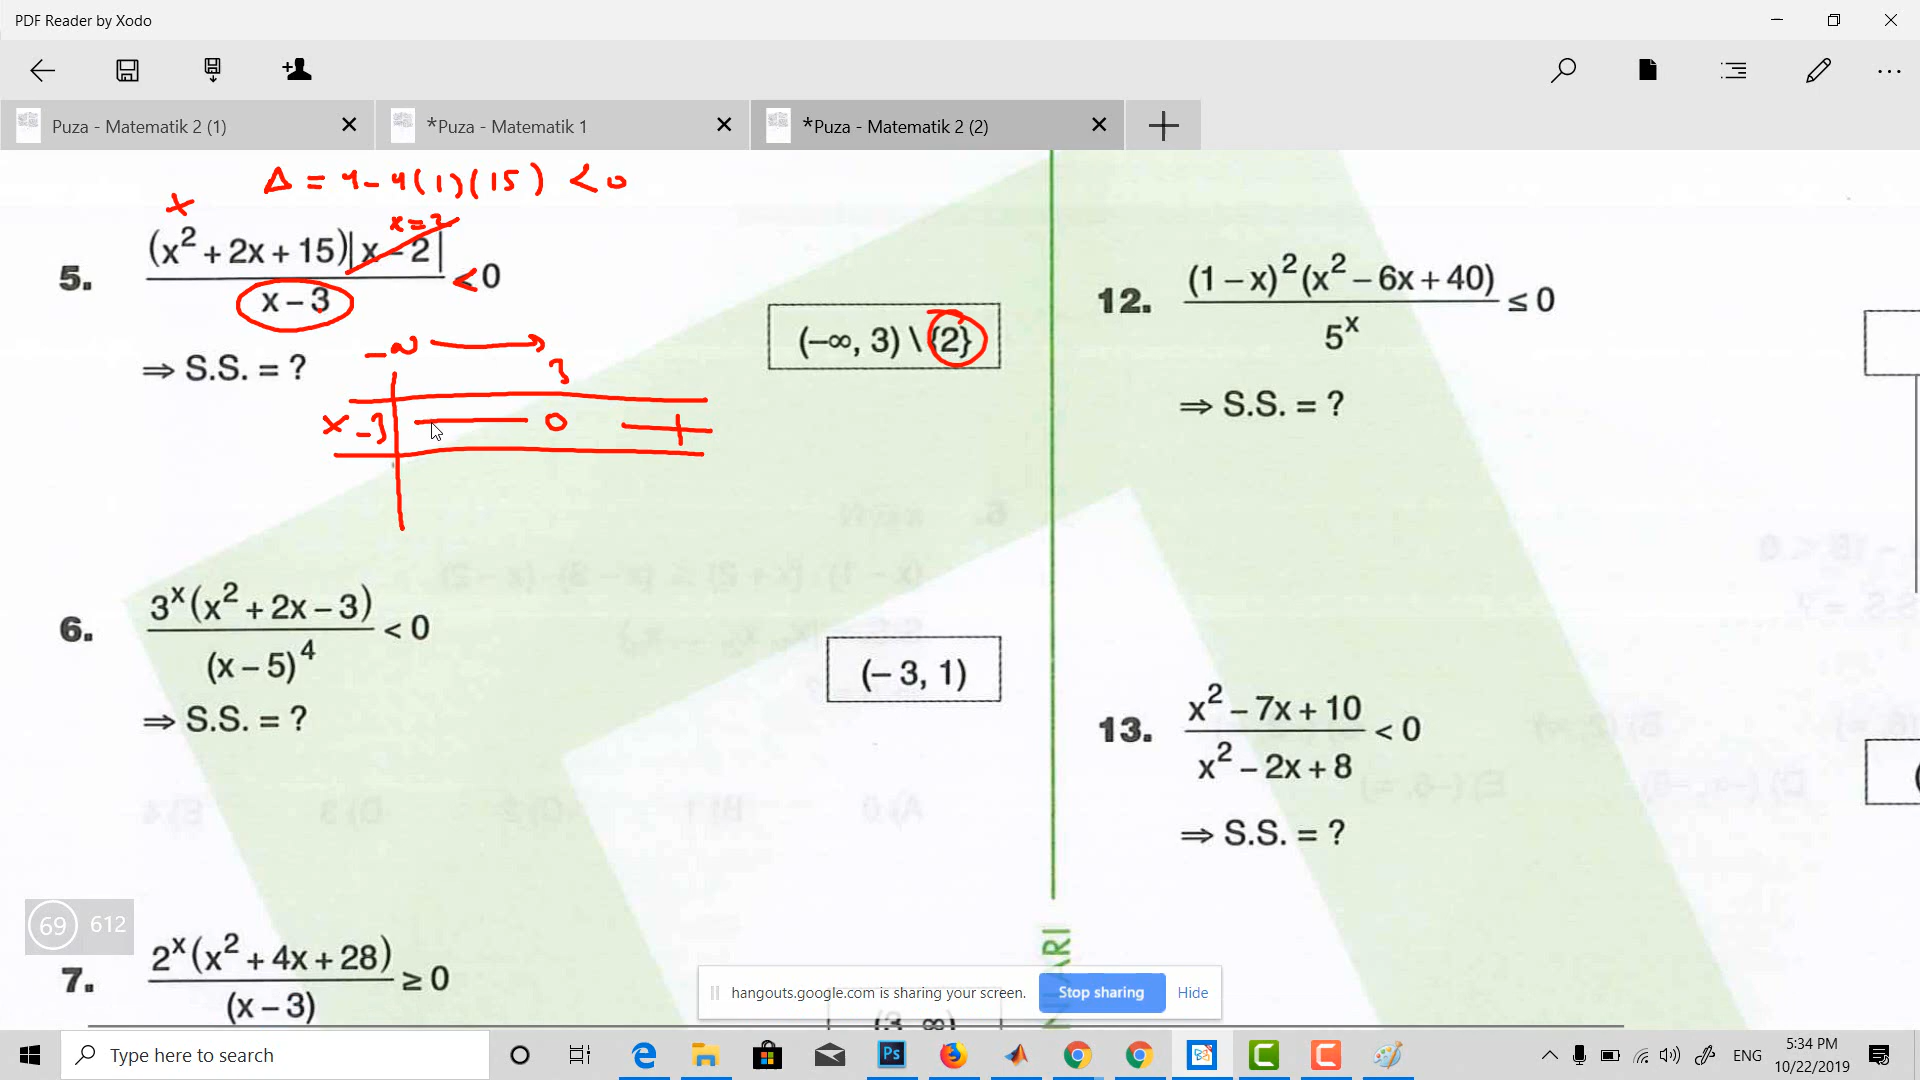 PDF Reader by Xodo
Puza - Matematik 2 (1)
*Puza - Matematik 1
*Puza - Matematik 2 (2)
Δ = 4 - 4(1)(15) < 0
+
x = 2
5. (x² + 2x + 15)|x - 2| / x - 3 < 0
⇒ S.S. = ?
(-∞, 3) \ {2}
-∞ → 3
x - 3 — 0 +
6. 3ˣ(x² + 2x - 3) / (x - 5)⁴ < 0
⇒ S.S. = ?
(- 3, 1)
7. 2ˣ(x² + 4x + 28) / (x - 3) ≥ 0
(3, ∞)
12. (1 - x)²(x² - 6x + 40) / 5ˣ ≤ 0
⇒ S.S. = ?
13. x² - 7x + 10 / x² - 2x + 8 < 0
⇒ S.S. = ?
69 612
hangouts.google.com is sharing your screen. Stop sharing Hide
Type here to search
ENG
5:34 PM
10/22/2019